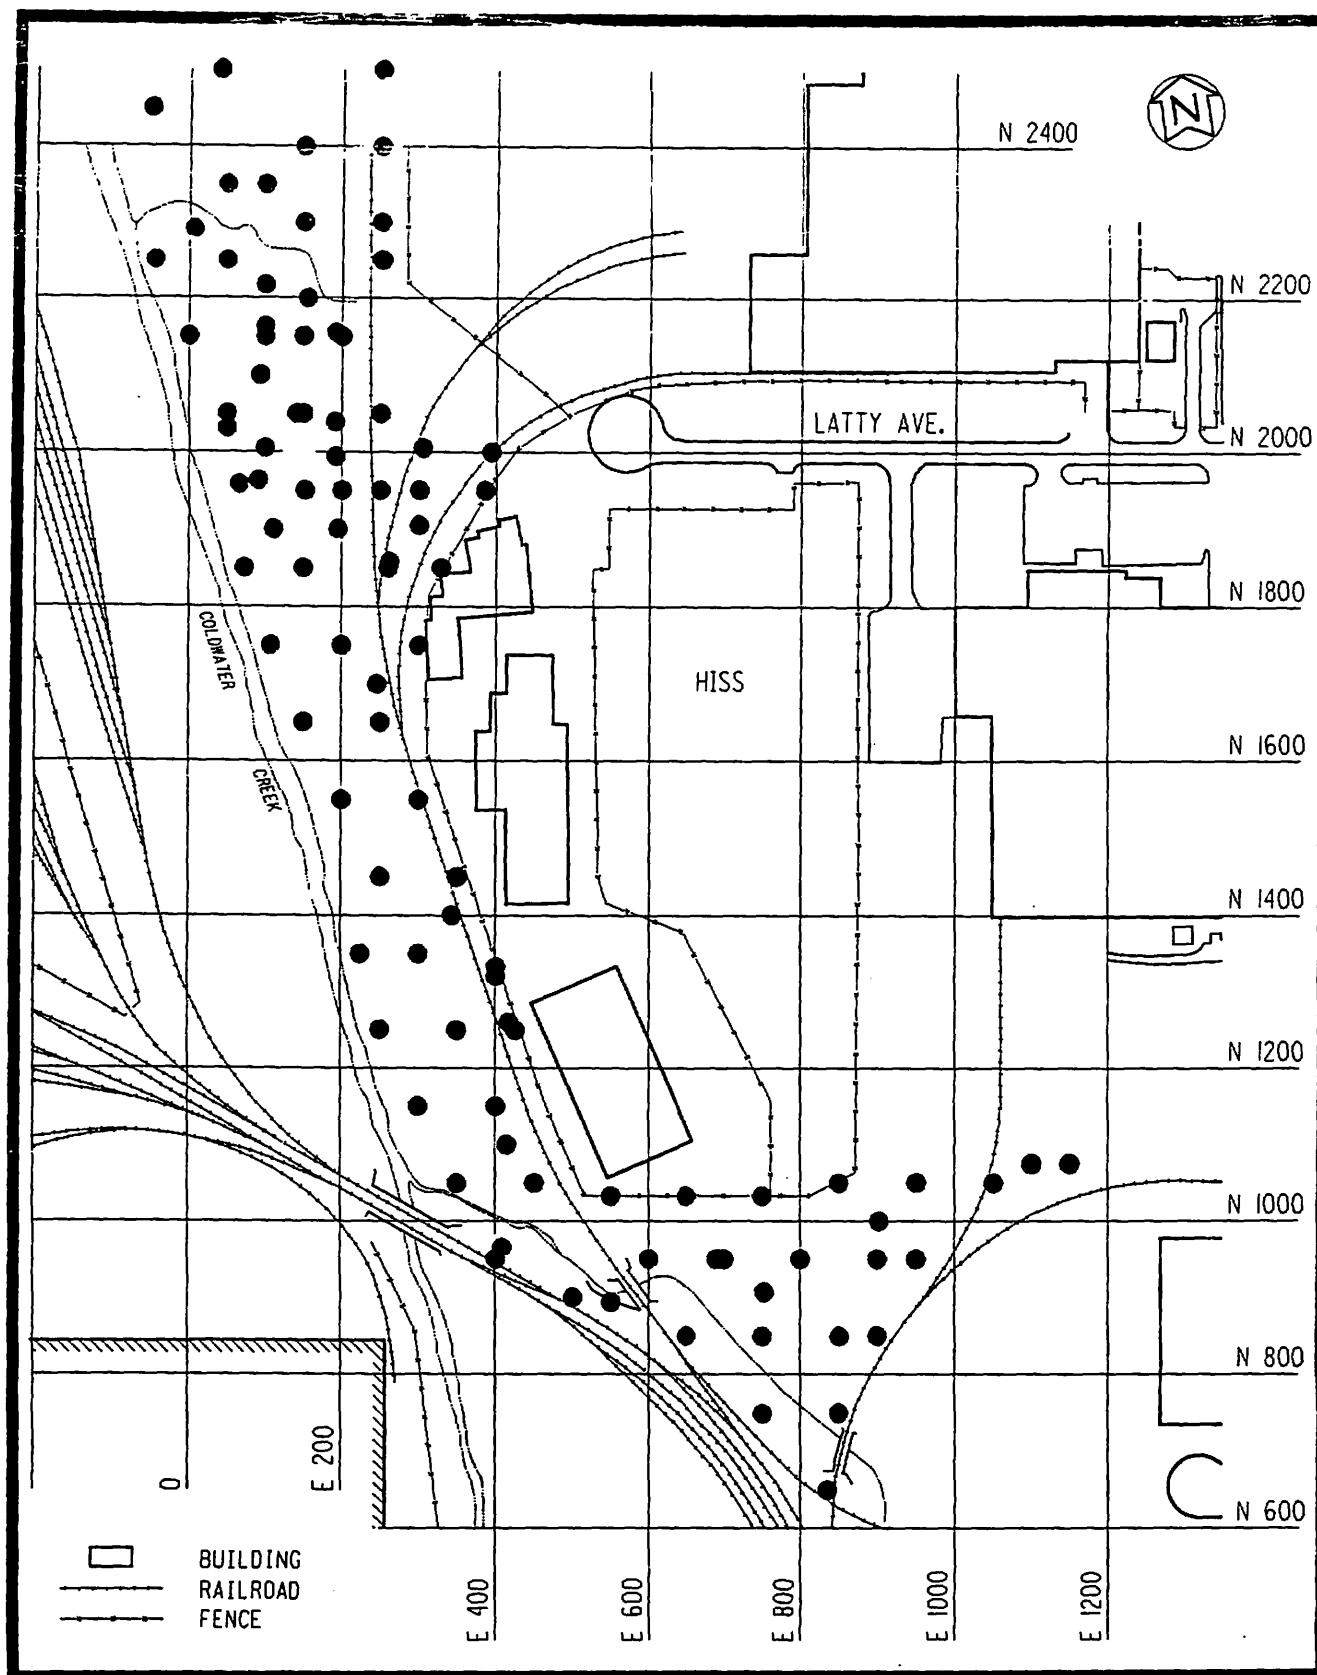 N
N 2400
N 2200
LATTY AVE.
N 2000
N 1800
COLDWATER
HISS
N 1600
CREEK
N 1400
N 1200
N 1000
N 800
0
E 200
N 600
BUILDING
RAILROAD
FENCE
E 400
E 600
E 800
E 1000
E 1200